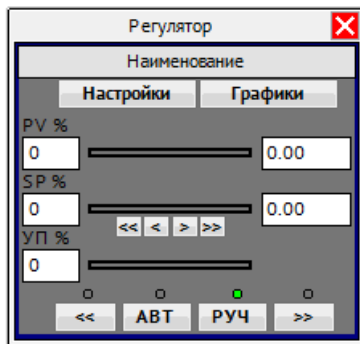 Регулятор
Наименование
Настройки Графики
PV %
0 0.00
SP %
0 0.00
<< < > >>
УП %
0
<< АВТ РУЧ >>